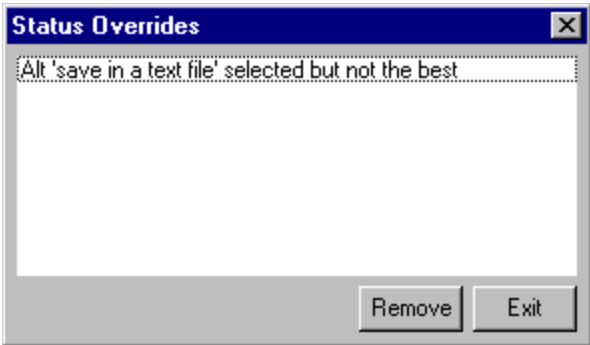 Status Overrides
Alt 'save in a text file' selected but not the best
Remove
Exit